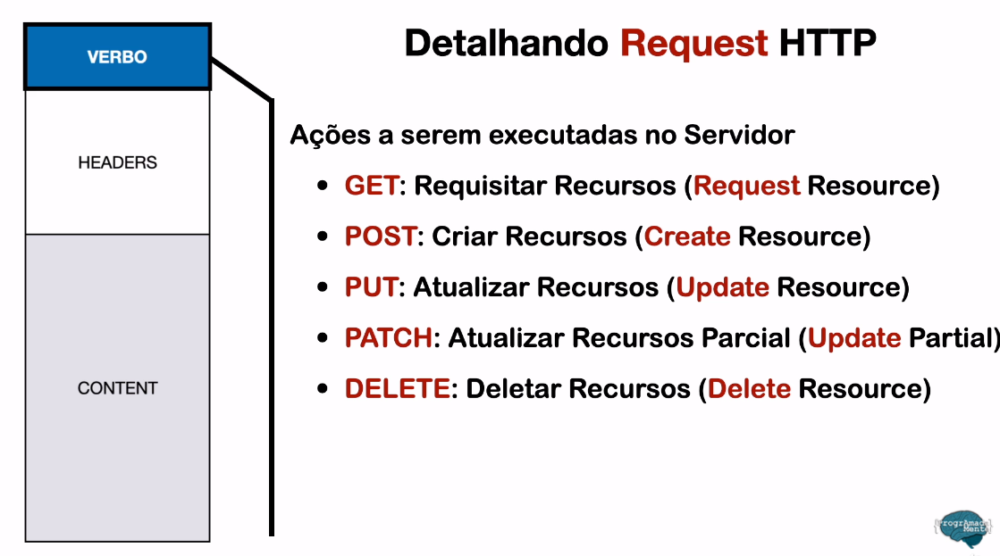 VERBO
HEADERS
CONTENT
Detalhando Request HTTP
Ações a serem executadas no Servidor
• GET: Requisitar Recursos (Request Resource)
• POST: Criar Recursos (Create Resource)
• PUT: Atualizar Recursos (Update Resource)
• PATCH: Atualizar Recursos Parcial (Update Partial)
• DELETE: Deletar Recursos (Delete Resource)
{ProgrAmade
Mente}